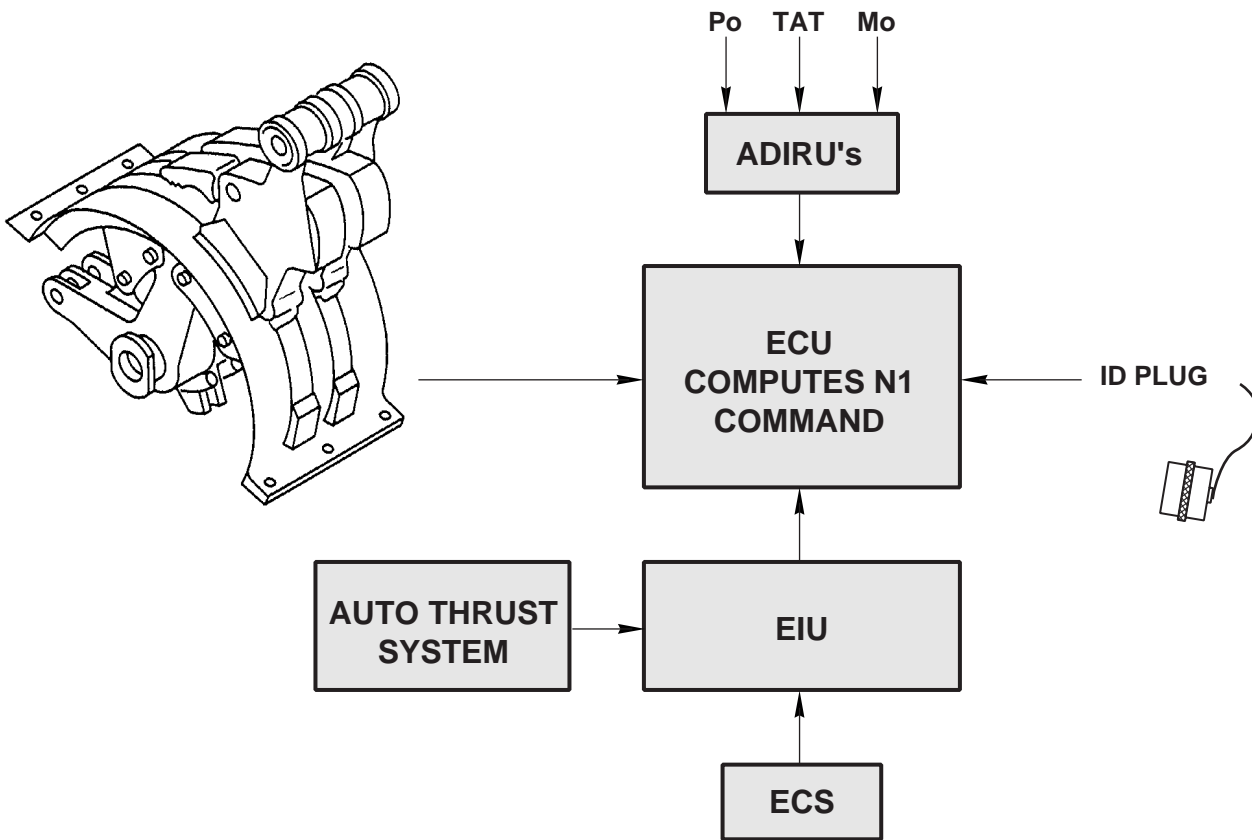 Po TAT Mo
ADIRU's
ECU
COMPUTES N1
COMMAND
ID PLUG
AUTO THRUST
SYSTEM
EIU
ECS